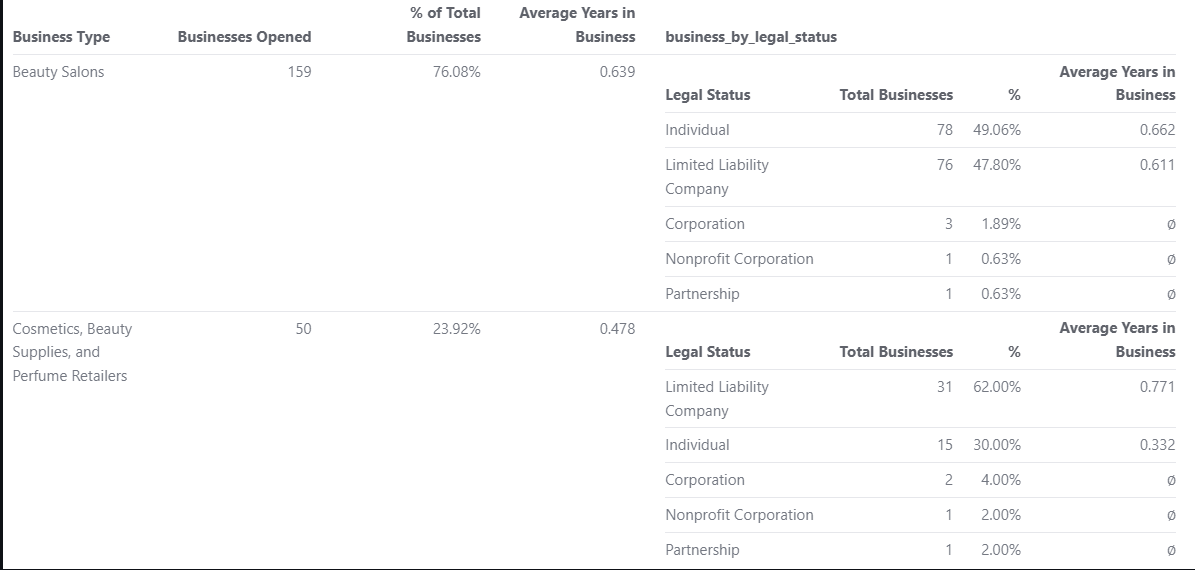 % of Total Average Years in
Business Type Businesses Opened Businesses Business business_by_legal_status
Beauty Salons 159 76.08% 0.639
Average Years in
Legal Status Total Businesses % Business
Individual 78 49.06% 0.662
Limited Liability 76 47.80% 0.611
Company
Corporation 3 1.89% ø
Nonprofit Corporation 1 0.63% ø
Partnership 1 0.63% ø
Cosmetics, Beauty 50 23.92% 0.478
Supplies, and
Perfume Retailers
Average Years in
Legal Status Total Businesses % Business
Limited Liability 31 62.00% 0.771
Company
Individual 15 30.00% 0.332
Corporation 2 4.00% ø
Nonprofit Corporation 1 2.00% ø
Partnership 1 2.00% ø